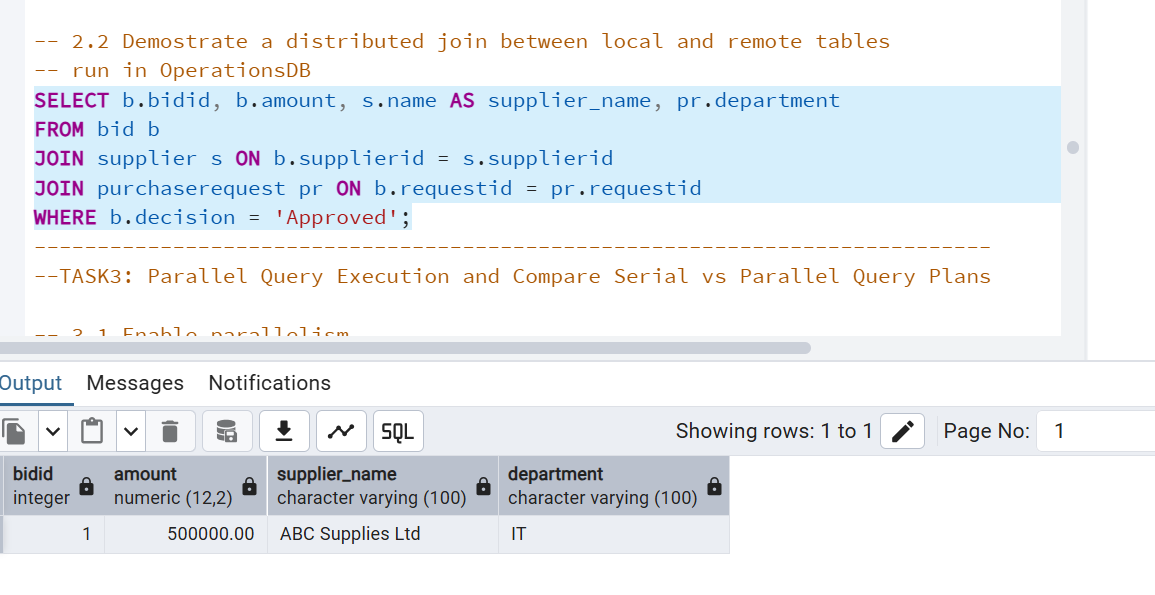 -- 2.2 Demostrate a distributed join between local and remote tables
-- run in OperationsDB
SELECT b.bidid, b.amount, s.name AS supplier_name, pr.department
FROM bid b
JOIN supplier s ON b.supplierid = s.supplierid
JOIN purchaserequest pr ON b.requestid = pr.requestid
WHERE b.decision = 'Approved';
----------------------------------------------------------------------------
--TASK3: Parallel Query Execution and Compare Serial vs Parallel Query Plans
-- 3.1 Enable parallelism
Output Messages Notifications
SQL Showing rows: 1 to 1 Page No: 1
bidid amount supplier_name department
integer numeric (12,2) character varying (100) character varying (100)
1 500000.00 ABC Supplies Ltd IT